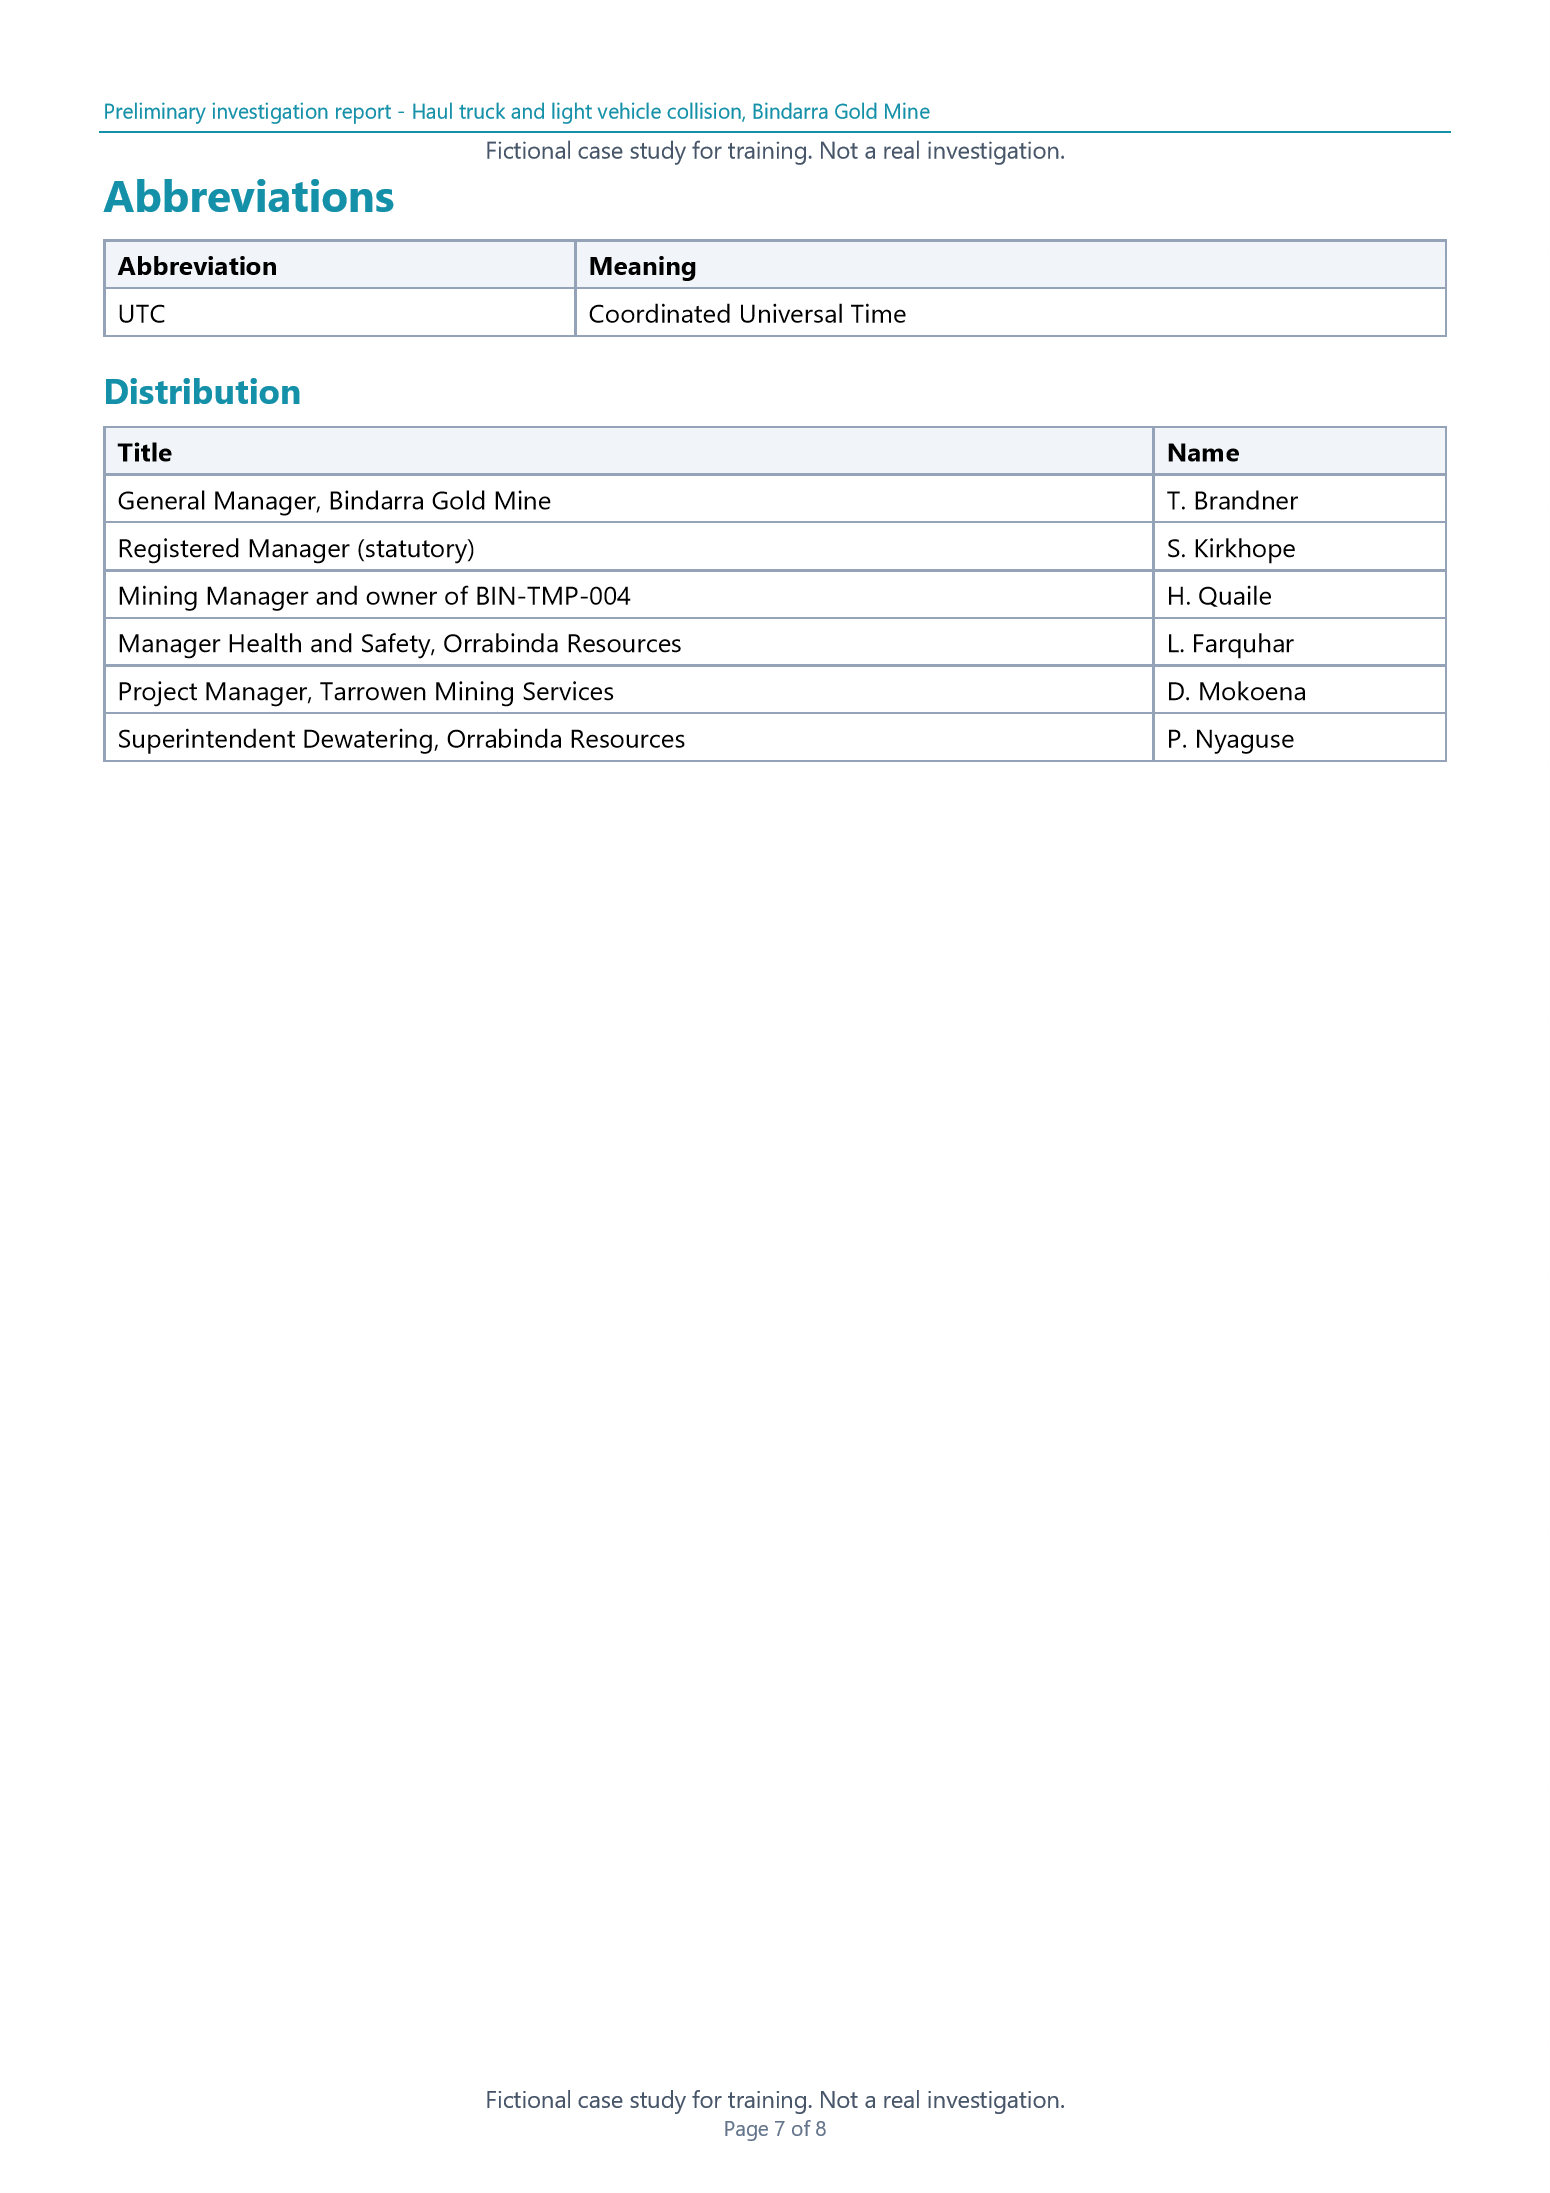 Preliminary investigation report - Haul truck and light vehicle collision, Bindarra Gold Mine
Fictional case study for training. Not a real investigation.
Abbreviations
Abbreviation Meaning
UTC Coordinated Universal Time
Distribution
Title Name
General Manager, Bindarra Gold Mine T. Brandner
Registered Manager (statutory) S. Kirkhope
Mining Manager and owner of BIN-TMP-004 H. Quaile
Manager Health and Safety, Orrabinda Resources L. Farquhar
Project Manager, Tarrowen Mining Services D. Mokoena
Superintendent Dewatering, Orrabinda Resources P. Nyaguse
Fictional case study for training. Not a real investigation.
Page 7 of 8